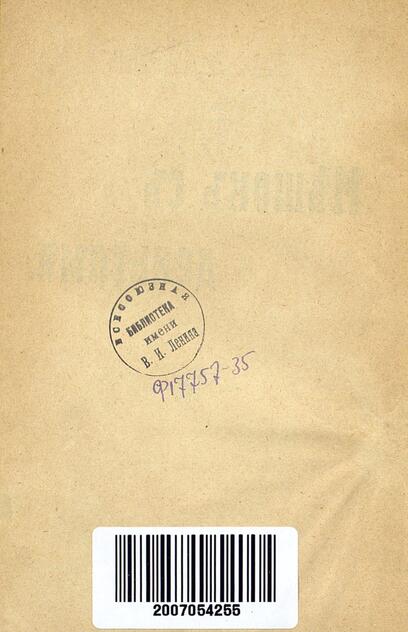 ВСЕСОЮЗНАЯ
БИБЛИОТЕКА
имени
В. И. Ленина
Ф17757-35
2007054255